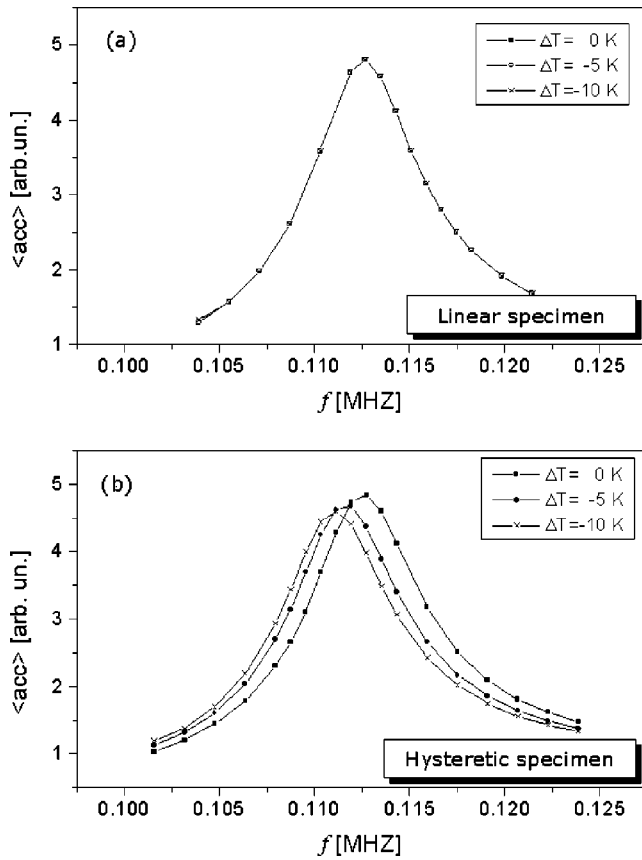 (a)
ΔT= 0 K
ΔT= -5 K
ΔT=-10 K
5
4
3
2
1
<acc> [arb.un.]
Linear specimen
0.100 0.105 0.110 0.115 0.120 0.125
f [MHZ]
(b)
ΔT= 0 K
ΔT= -5 K
ΔT=-10 K
5
4
3
2
1
<acc> [arb. un.]
Hysteretic specimen
0.100 0.105 0.110 0.115 0.120 0.125
f [MHZ]